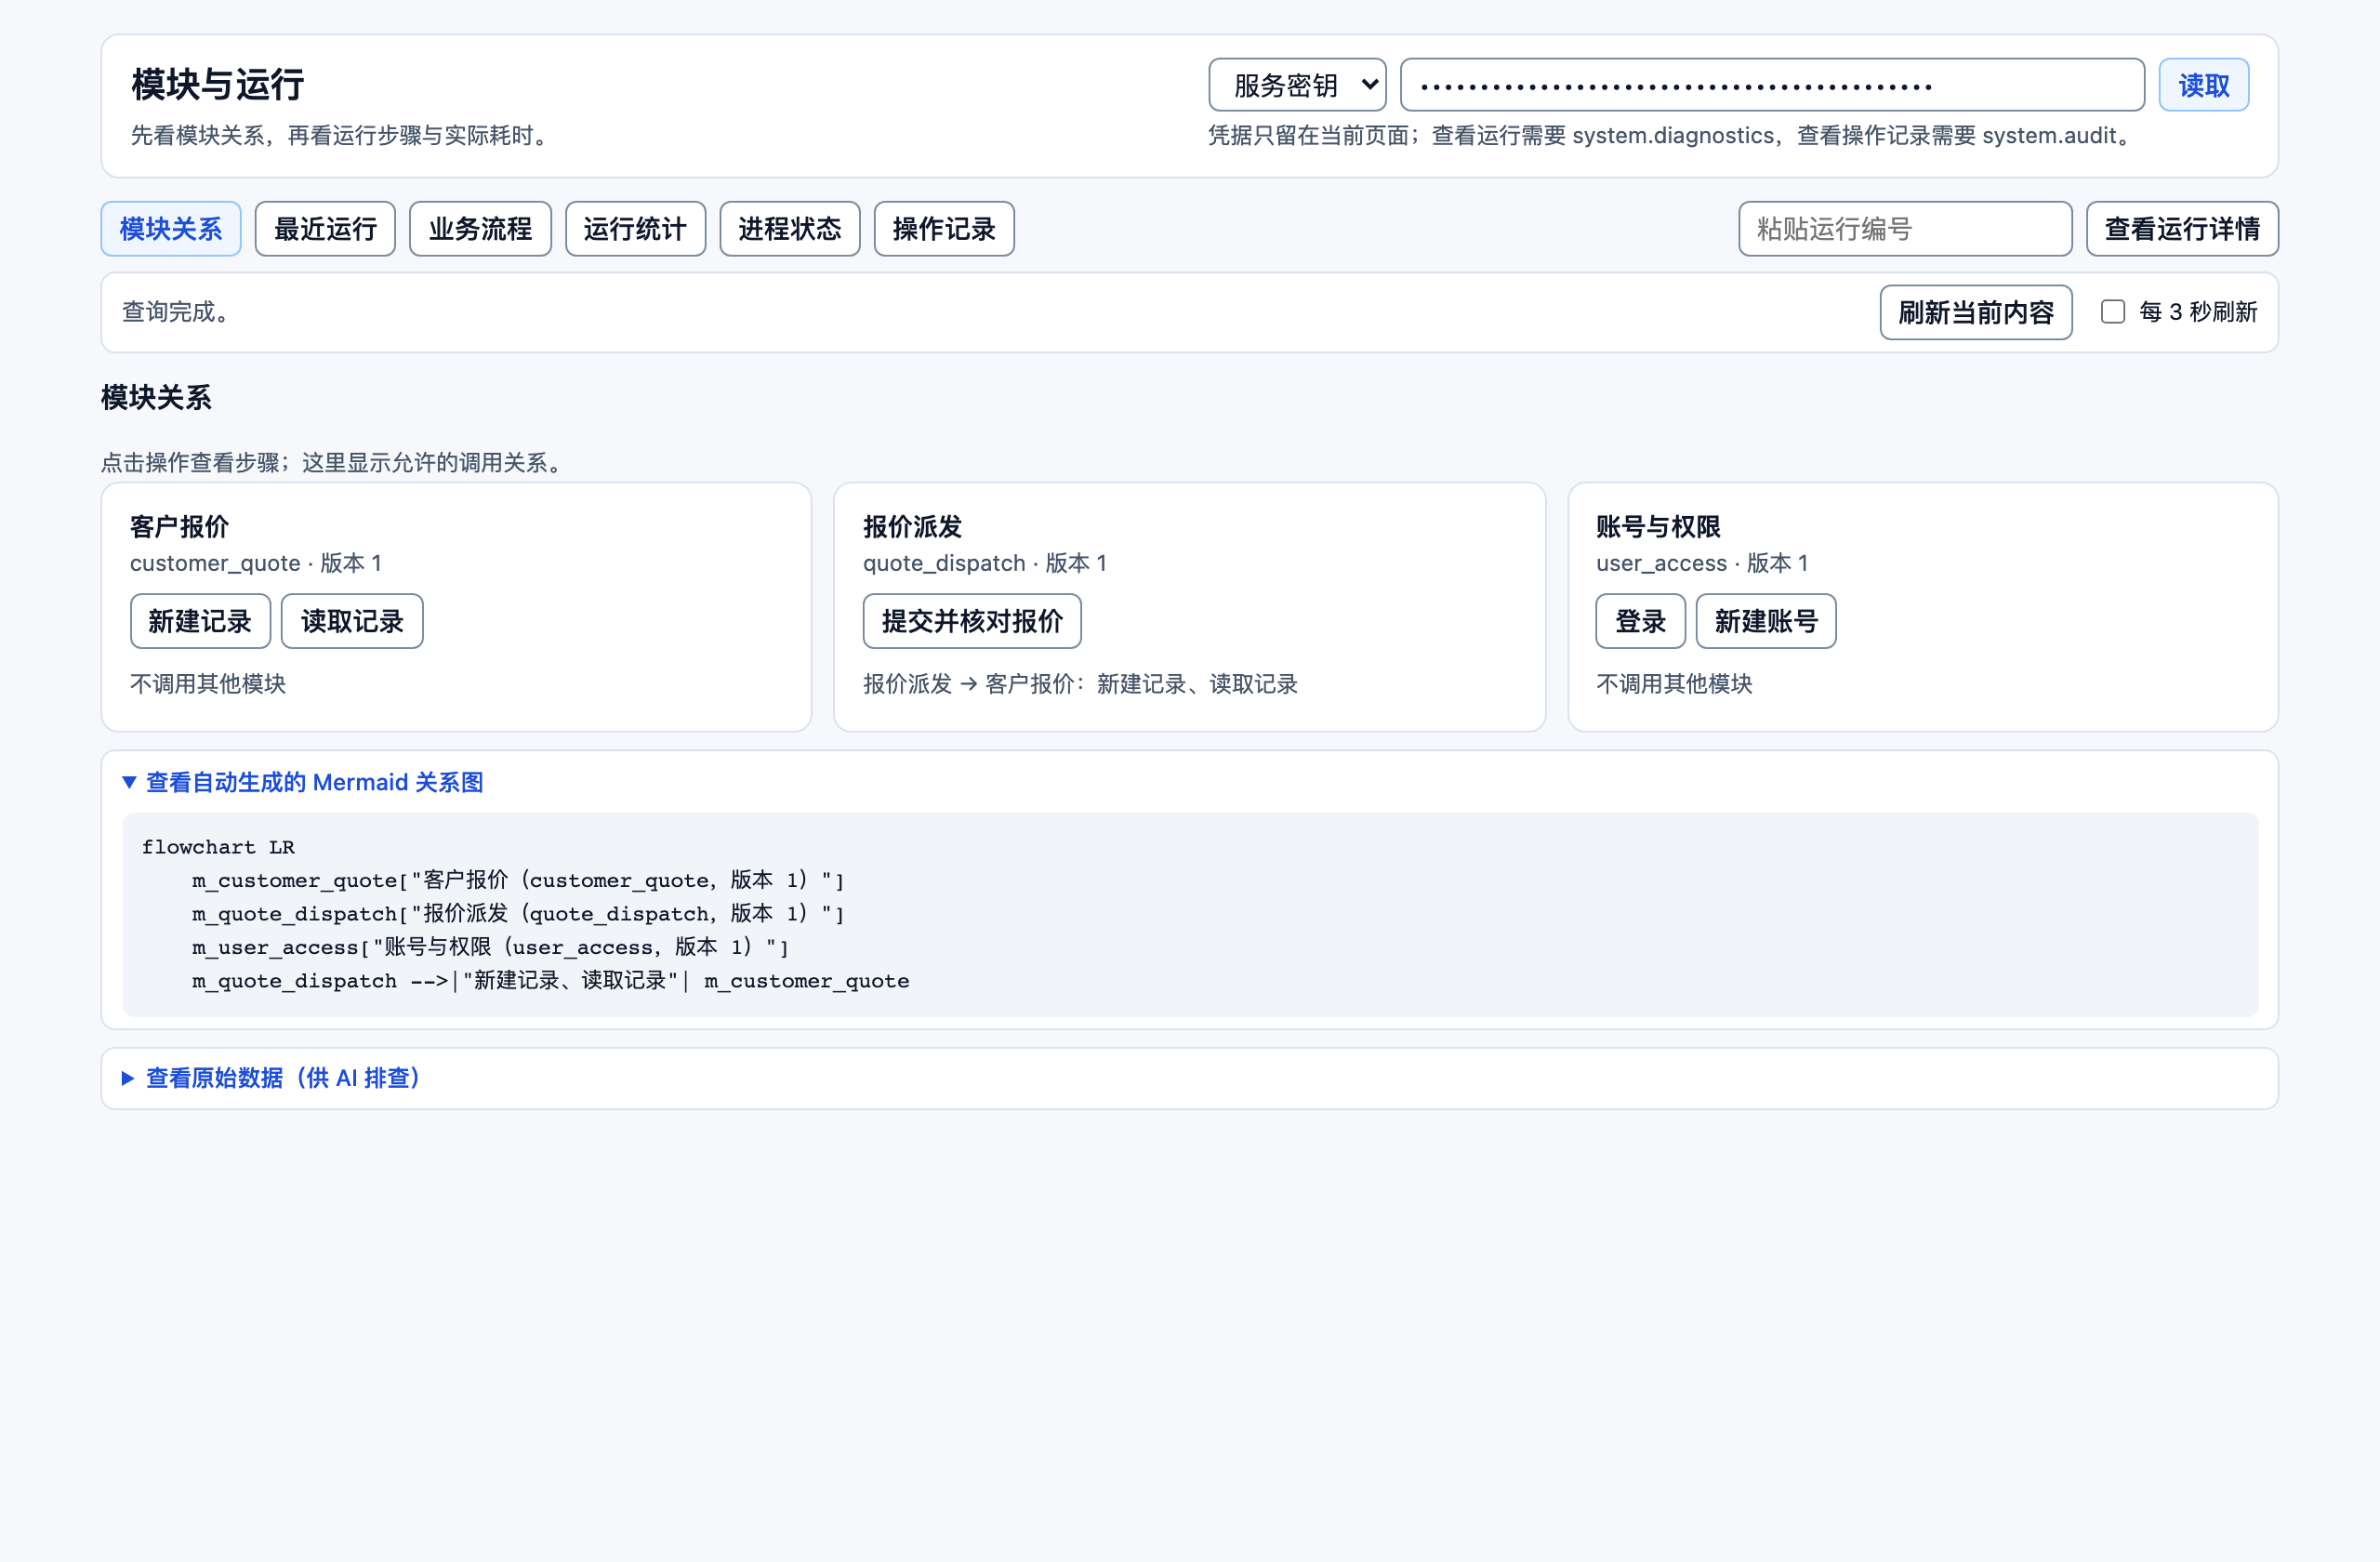 模块与运行
先看模块关系，再看运行步骤与实际耗时。
服务密钥
读取
凭据只留在当前页面；查看运行需要 system.diagnostics，查看操作记录需要 system.audit。
模块关系 最近运行 业务流程 运行统计 进程状态 操作记录
粘贴运行编号 查看运行详情
查询完成。
刷新当前内容 每 3 秒刷新
模块关系
点击操作查看步骤；这里显示允许的调用关系。
客户报价
customer_quote · 版本 1
新建记录 读取记录
不调用其他模块
报价派发
quote_dispatch · 版本 1
提交并核对报价
报价派发 → 客户报价：新建记录、读取记录
账号与权限
user_access · 版本 1
登录 新建账号
不调用其他模块
▼ 查看自动生成的 Mermaid 关系图
flowchart LR
    m_customer_quote["客户报价（customer_quote，版本 1）"]
    m_quote_dispatch["报价派发（quote_dispatch，版本 1）"]
    m_user_access["账号与权限（user_access，版本 1）"]
    m_quote_dispatch -->|"新建记录、读取记录"| m_customer_quote
▶ 查看原始数据（供 AI 排查）